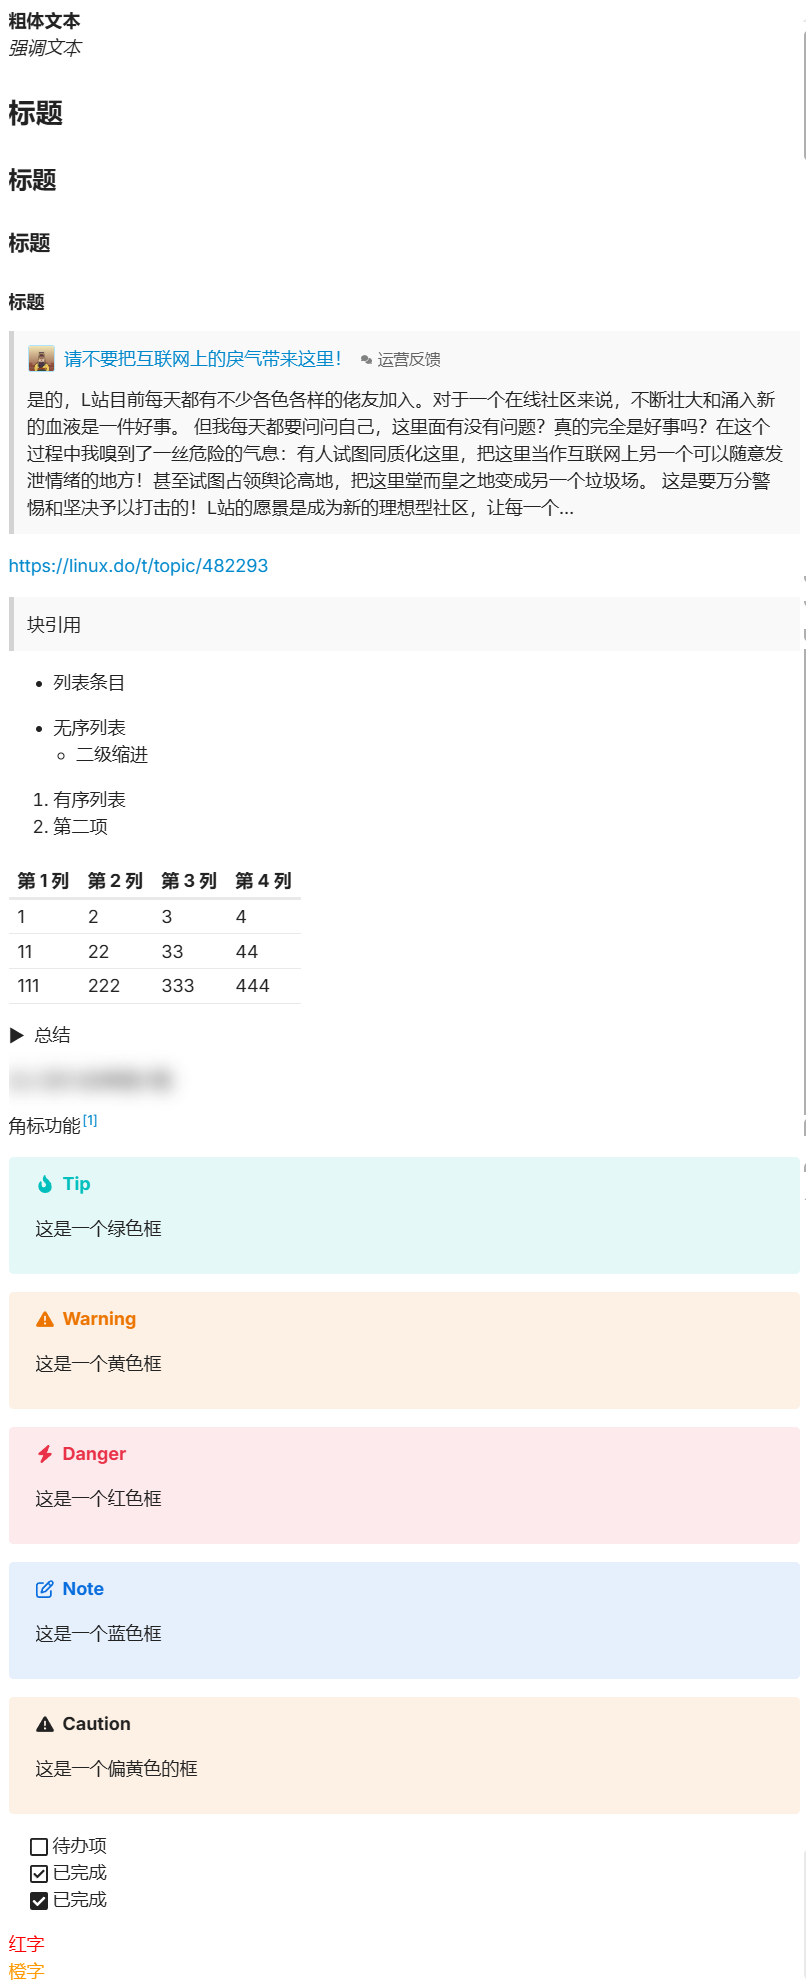 粗体文本
强调文本
标题
标题
标题
标题
请不要把互联网上的戾气带来这里！ 运营反馈
是的，L站目前每天都有不少各色各样的佬友加入。对于一个在线社区来说，不断壮大和涌入新
的血液是一件好事。 但我每天都要问问自己，这里面有没有问题？真的完全是好事吗？在这个
过程中我嗅到了一丝危险的气息：有人试图同质化这里，把这里当作互联网上另一个可以随意发
泄情绪的地方！甚至试图占领舆论高地，把这里堂而皇之地变成另一个垃圾场。 这是要万分警
惕和坚决予以打击的！L站的愿景是成为新的理想型社区，让每一个…
https://linux.do/t/topic/482293
块引用
• 列表条目
• 无序列表
◦ 二级缩进
1. 有序列表
2. 第二项
第 1 列 第 2 列 第 3 列 第 4 列
1 2 3 4
11 22 33 44
111 222 333 444
▶ 总结
角标功能[1]
Tip
这是一个绿色框
Warning
这是一个黄色框
Danger
这是一个红色框
Note
这是一个蓝色框
Caution
这是一个偏黄色的框
待办项
已完成
已完成
红字
橙字